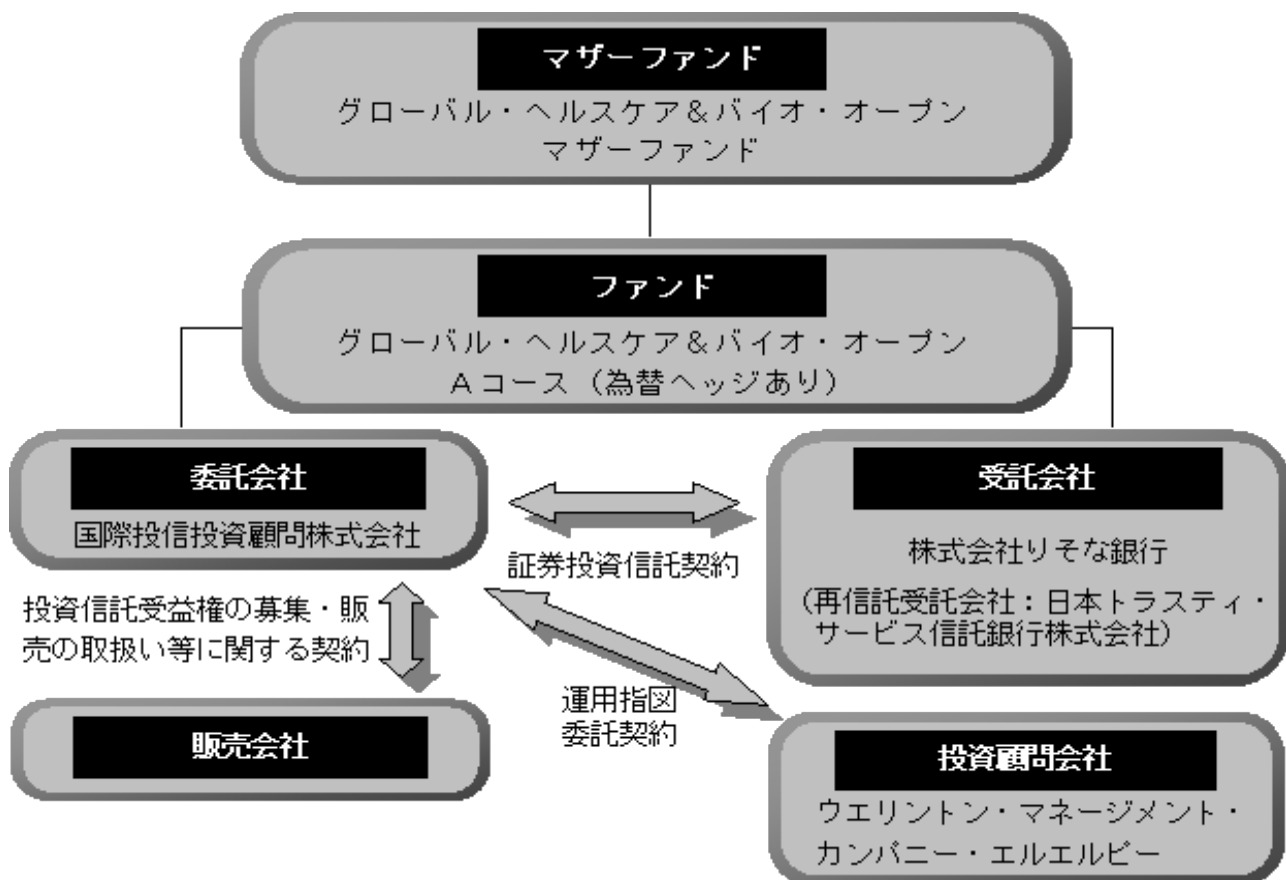 マザーファンド
グローバル・ヘルスケア＆バイオ・オープン
マザーファンド
ファンド
グローバル・ヘルスケア＆バイオ・オープン
Ａコース（為替ヘッジあり）
委託会社
国際投信投資顧問株式会社
受託会社
株式会社りそな銀行
（再信託受託会社：日本トラスティ・
サービス信託銀行株式会社）
証券投資信託契約
投資信託受益権の募集・販
売の取扱い等に関する契約
運用指図
委託契約
販売会社
投資顧問会社
ウエリントン・マネージメント・
カンパニー・エルエルピー